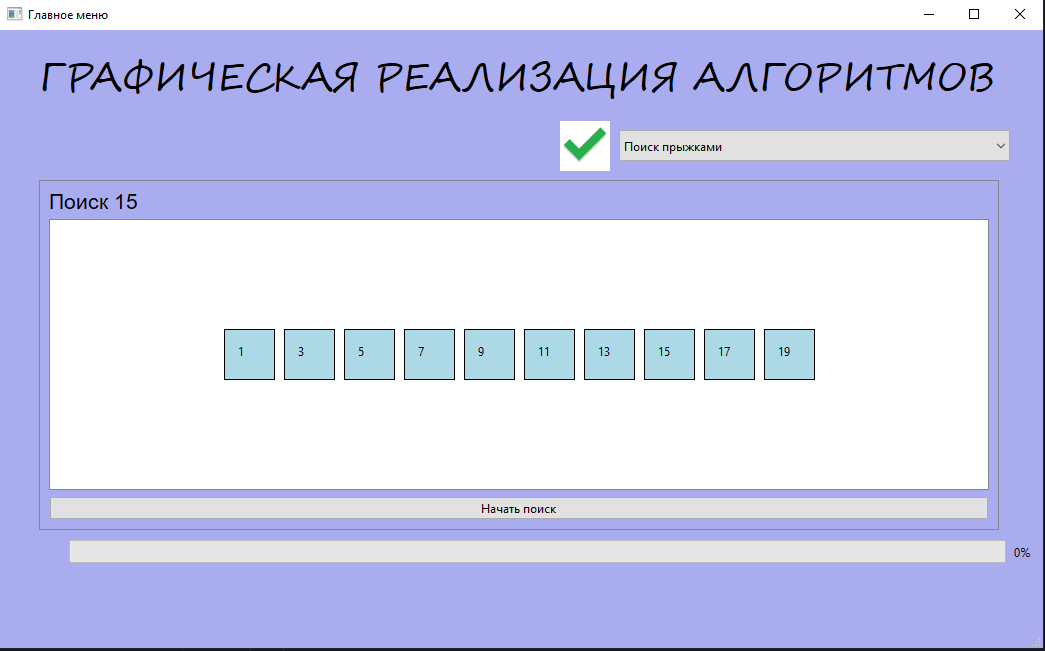 Главное меню
ГРАФИЧЕСКАЯ РЕАЛИЗАЦИЯ АЛГОРИТМОВ
Поиск прыжками
Поиск 15
1 3 5 7 9 11 13 15 17 19
Начать поиск
0%